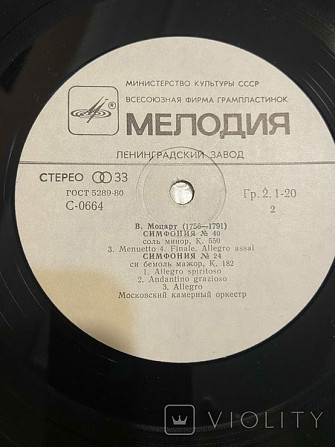 МИНИСТЕРСТВО КУЛЬТУРЫ СССР
ВСЕСОЮЗНАЯ ФИРМА ГРАМПЛАСТИНОК
МЕЛОДИЯ
ЛЕНИНГРАДСКИЙ ЗАВОД
СТЕРЕО 33
ГОСТ 5289-80
С-0664
Гр. 2. 1-20
2
В. Моцарт (1756—1791)
СИМФОНИЯ № 40
соль минор, К. 550
3. Menuetto 4. Finale. Allegro assai
СИМФОНИЯ № 24
си бемоль мажор, К. 182
1. Allegro spiritoso
2. Andantino grazioso
3. Allegro
Московский камерный оркестр
VIOLITY